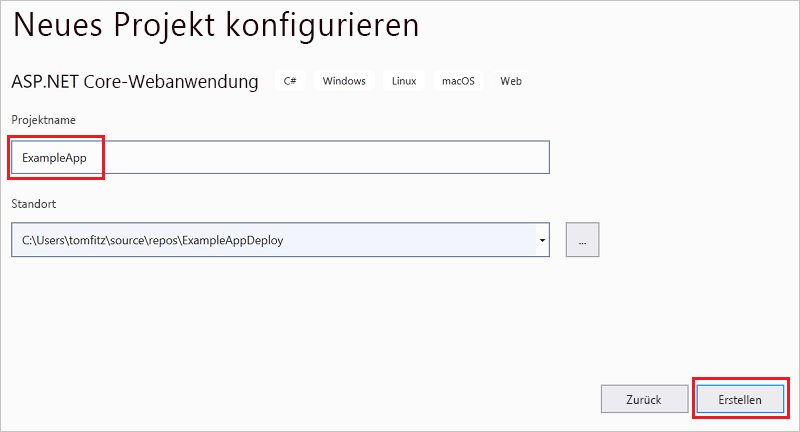 Neues Projekt konfigurieren
ASP.NET Core-Webanwendung C# Windows Linux macOS Web
Projektname
ExampleApp
Standort
C:\Users\tomfitz\source\repos\ExampleAppDeploy ...
Zurück Erstellen